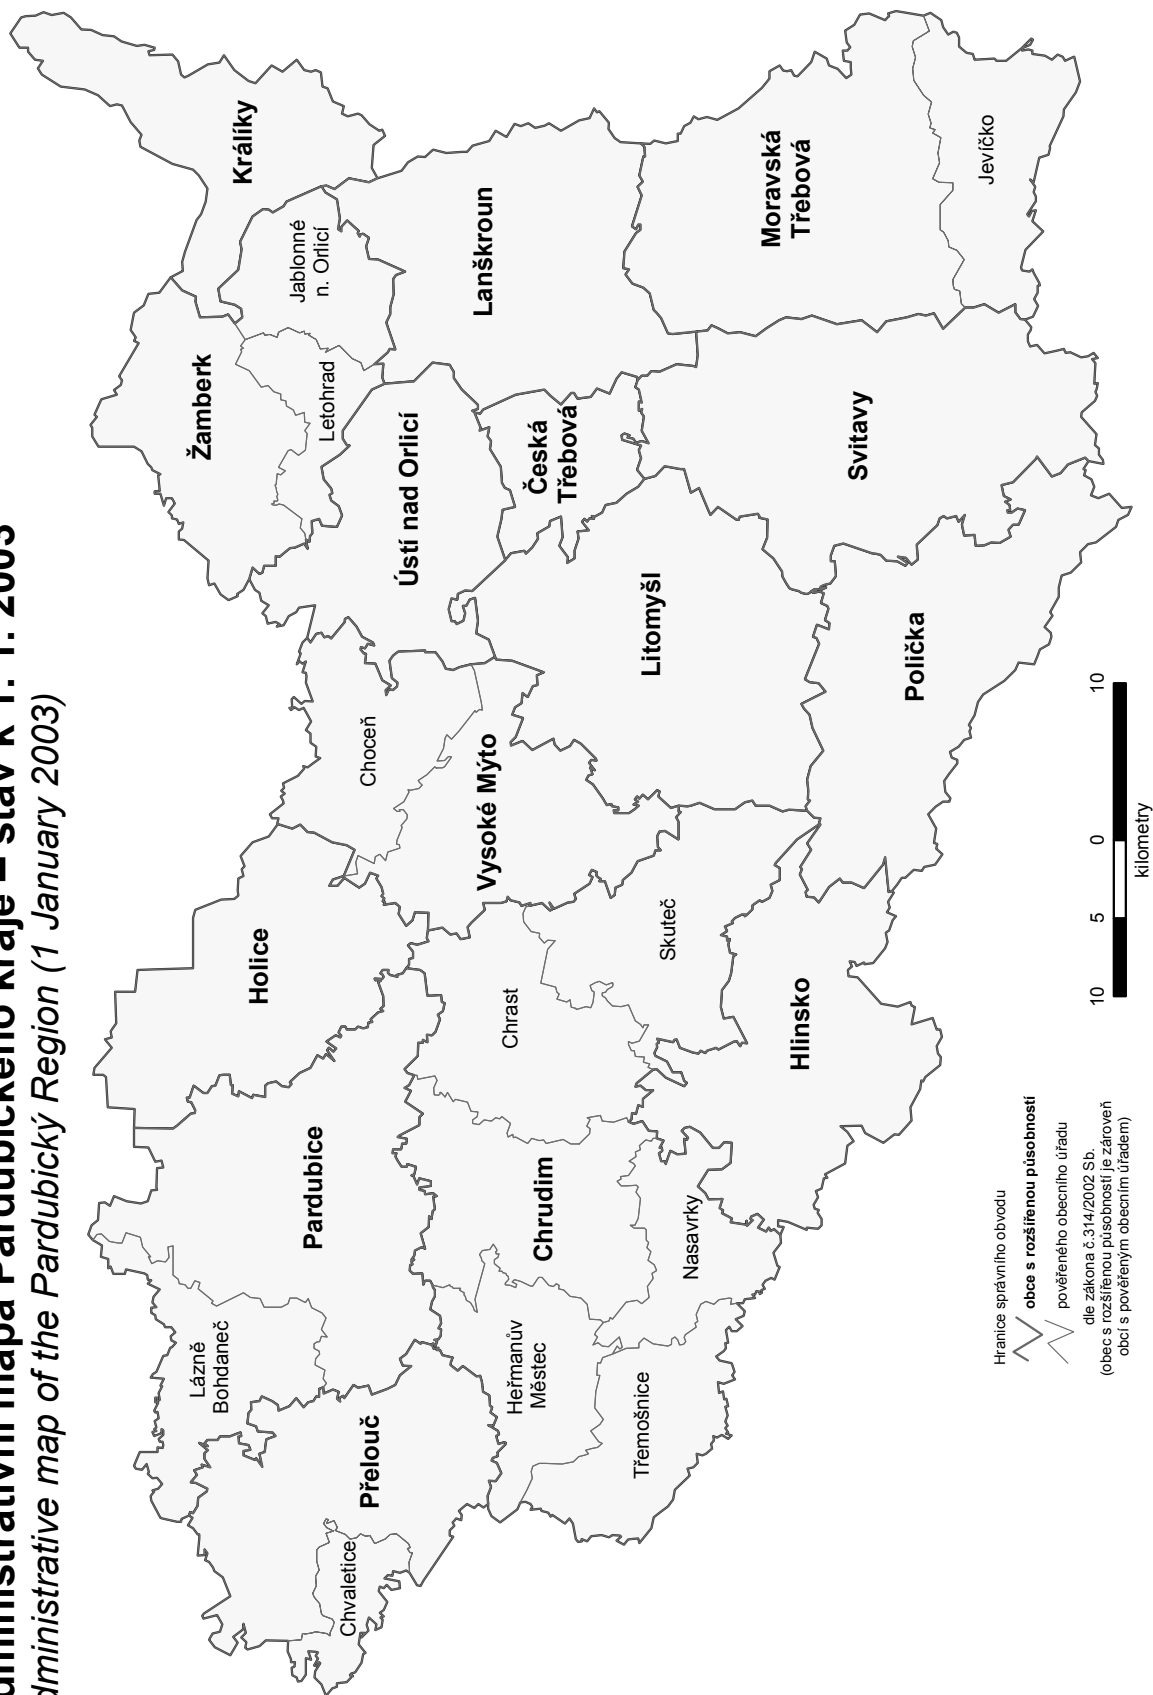 ministrativní mapa Pardubického kraje – stav k 1. 1. 2003
dministrative map of the Pardubický Region (1 January 2003)
Lázně
Bohdaneč
Žamberk
Králíky
Holice
Jablonné
n. Orlicí
Pardubice
Letohrad
Chvaletice
Přelouč
Choceň
Ústí nad Orlicí
Lanškroun
Vysoké Mýto
Chrast
Heřmanův
Městec
Chrudim
Česká
Třebová
Třemošnice
Litomyšl
Skuteč
Nasavrky
Moravská
Třebová
Hlinsko
Svitavy
Polička
Jevíčko
Hranice správního obvodu
obce s rozšířenou působností
pověřeného obecního úřadu
dle zákona č.314/2002 Sb.
(obec s rozšířenou působností je zároveň
obcí s pověřeným obecním úřadem)
10 5 0 10
kilometry